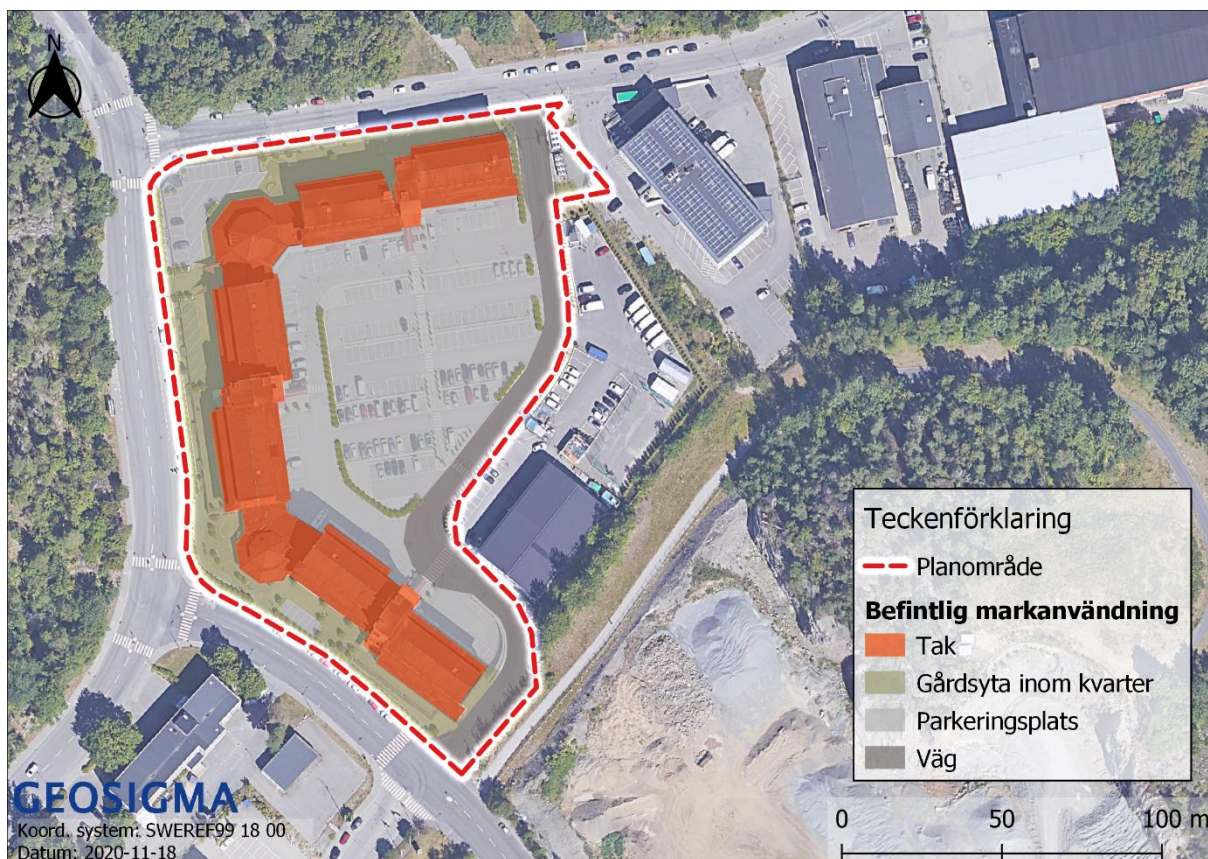 N
Teckenförklaring
Planområde
Befintlig markanvändning
Tak
Gårdsyta inom kvarter
Parkeringsplats
Väg
0 50 100 m
GEOSIGMA
Koord. system: SWEREF99 18 00
Datum: 2020-11-18